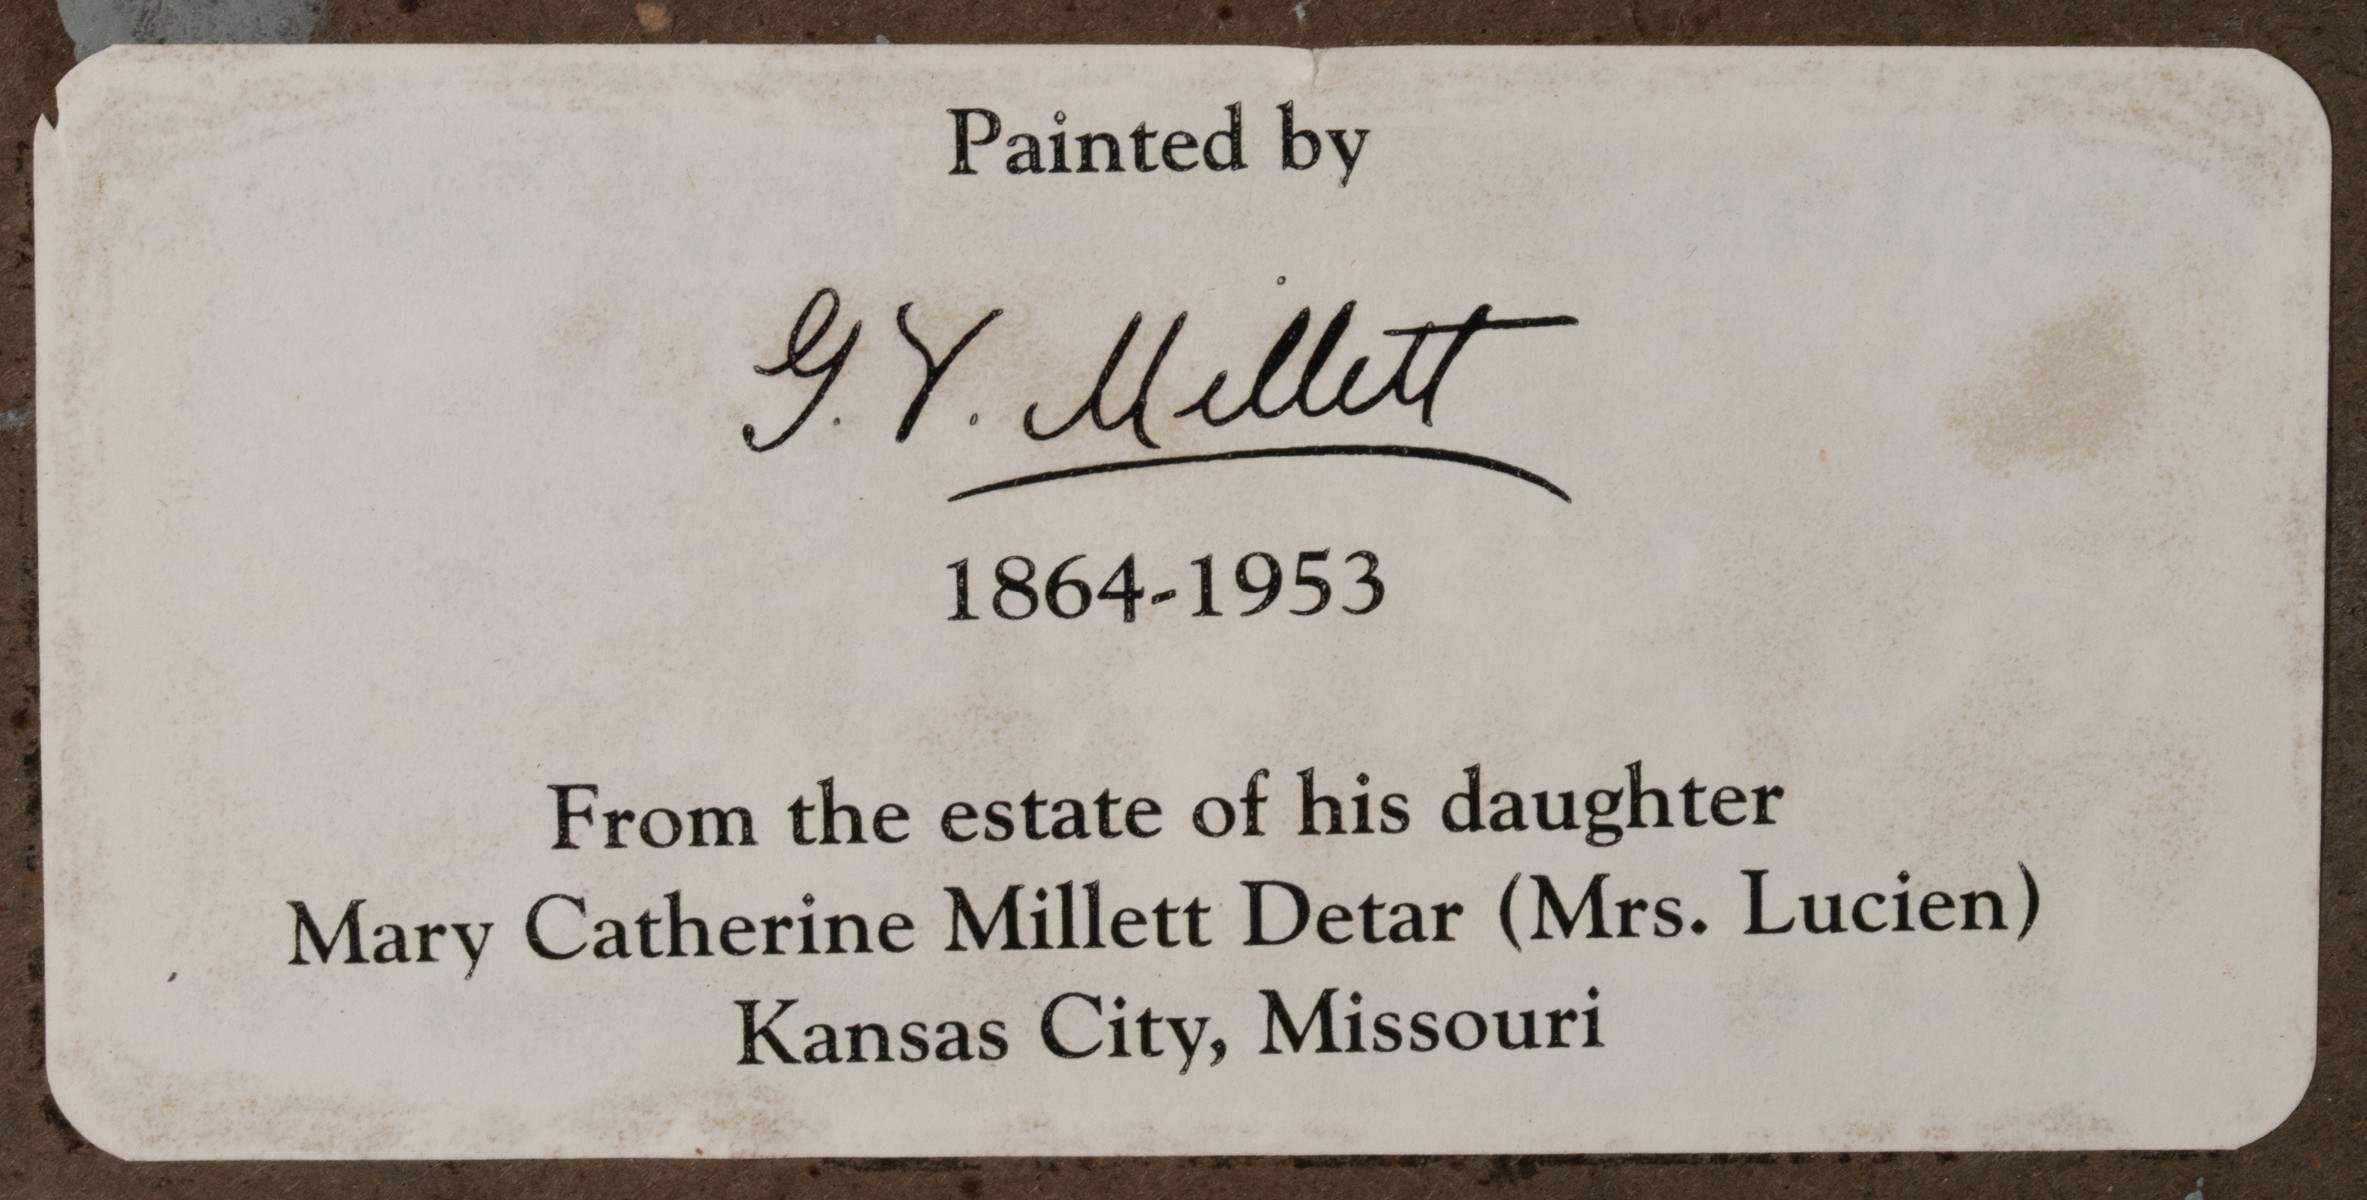 Painted by
G. V. Millett
1864-1953
From the estate of his daughter
Mary Catherine Millett Detar (Mrs. Lucien)
Kansas City, Missouri